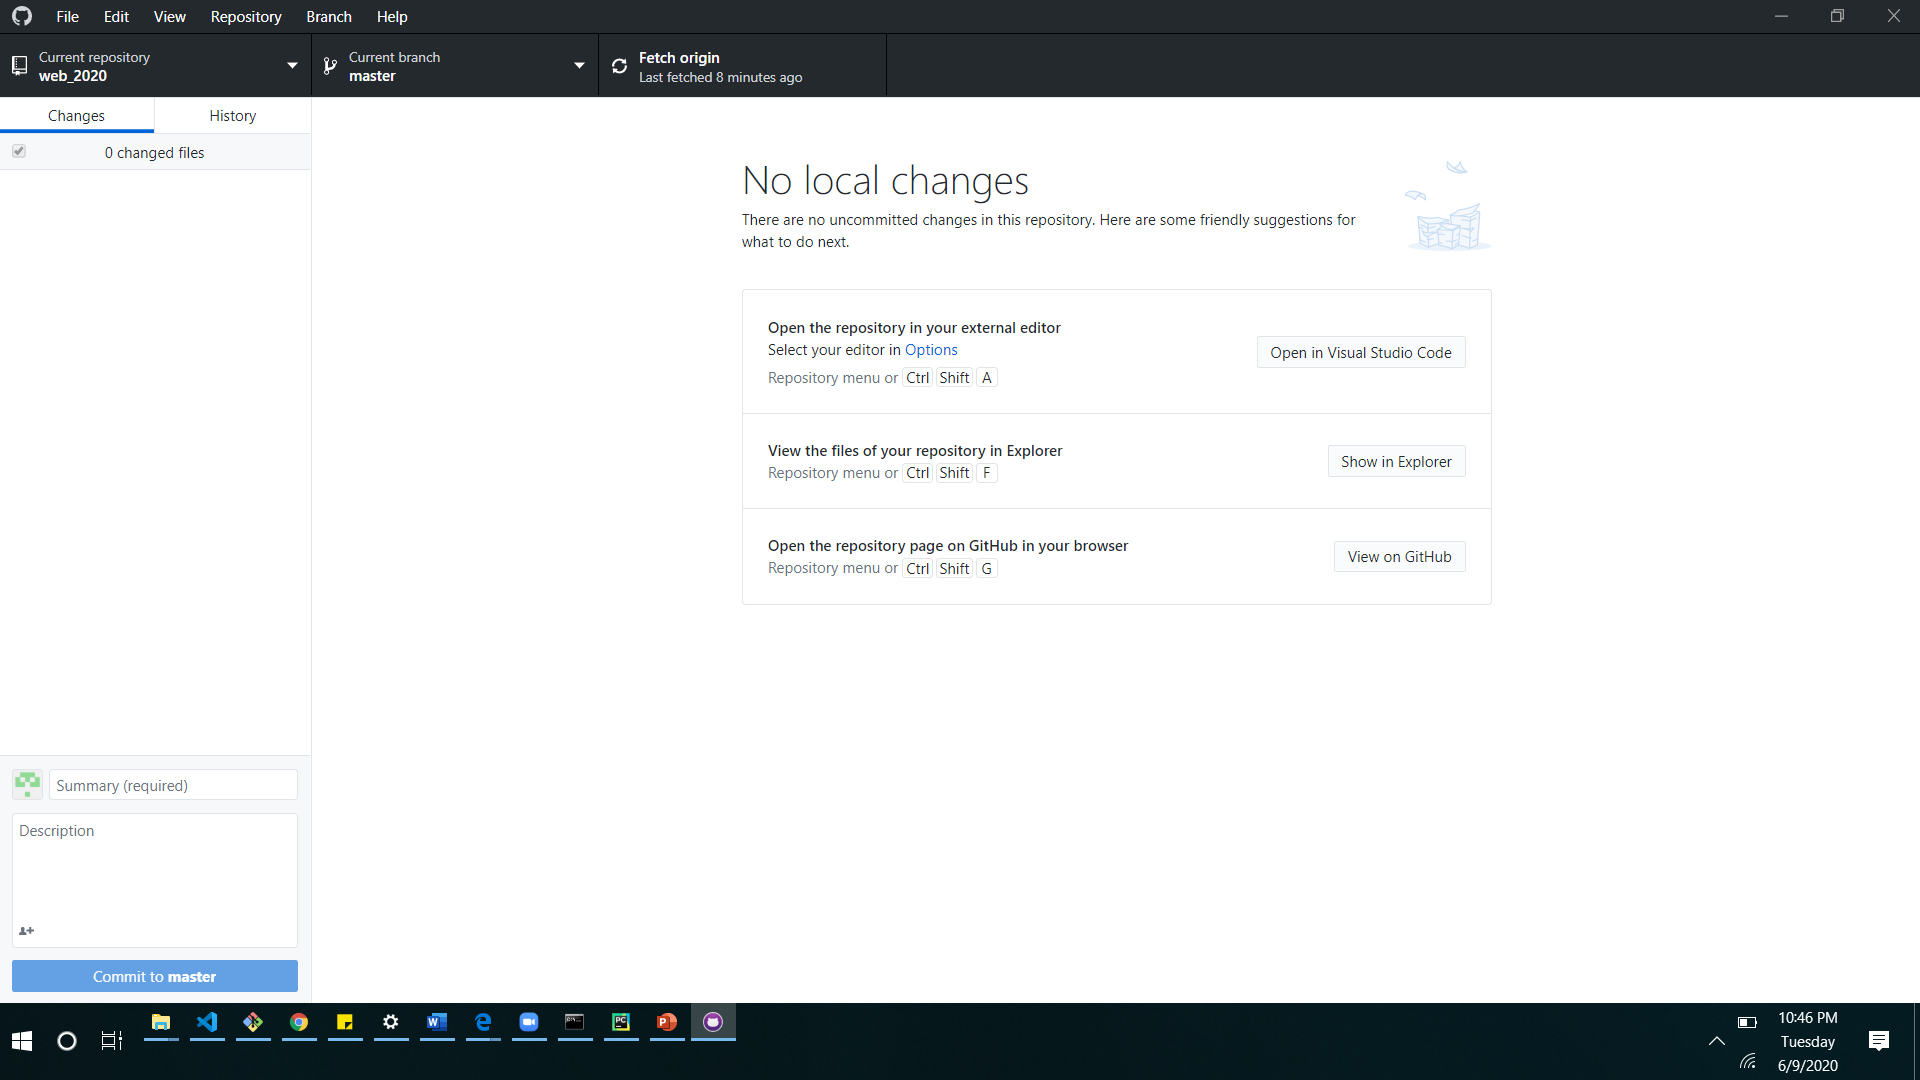 File Edit View Repository Branch Help
Current repository
web_2020
Current branch
master
Fetch origin
Last fetched 8 minutes ago
Changes
History
0 changed files
No local changes
There are no uncommitted changes in this repository. Here are some friendly suggestions for
what to do next.
Open the repository in your external editor
Select your editor in Options
Repository menu or Ctrl Shift A
Open in Visual Studio Code
View the files of your repository in Explorer
Repository menu or Ctrl Shift F
Show in Explorer
Open the repository page on GitHub in your browser
Repository menu or Ctrl Shift G
View on GitHub
Summary (required)
Description
Commit to master
10:46 PM
Tuesday
6/9/2020